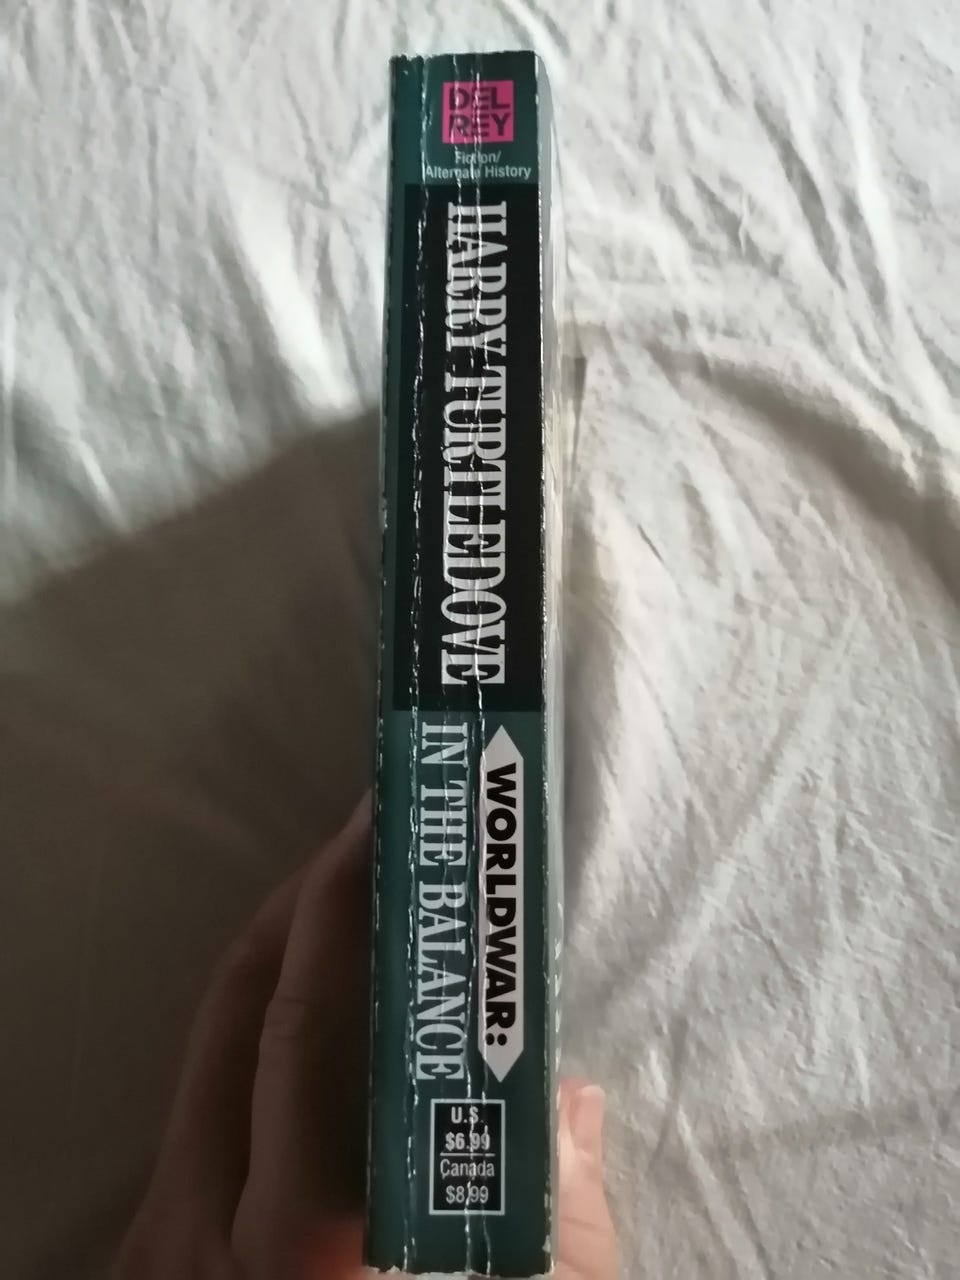 DEL
REY
Fiction/
Alternate History
HARRY TURTLEDOVE
WORLDWAR:
IN THE BALANCE
U.S.
$6.99
Canada
$8.99